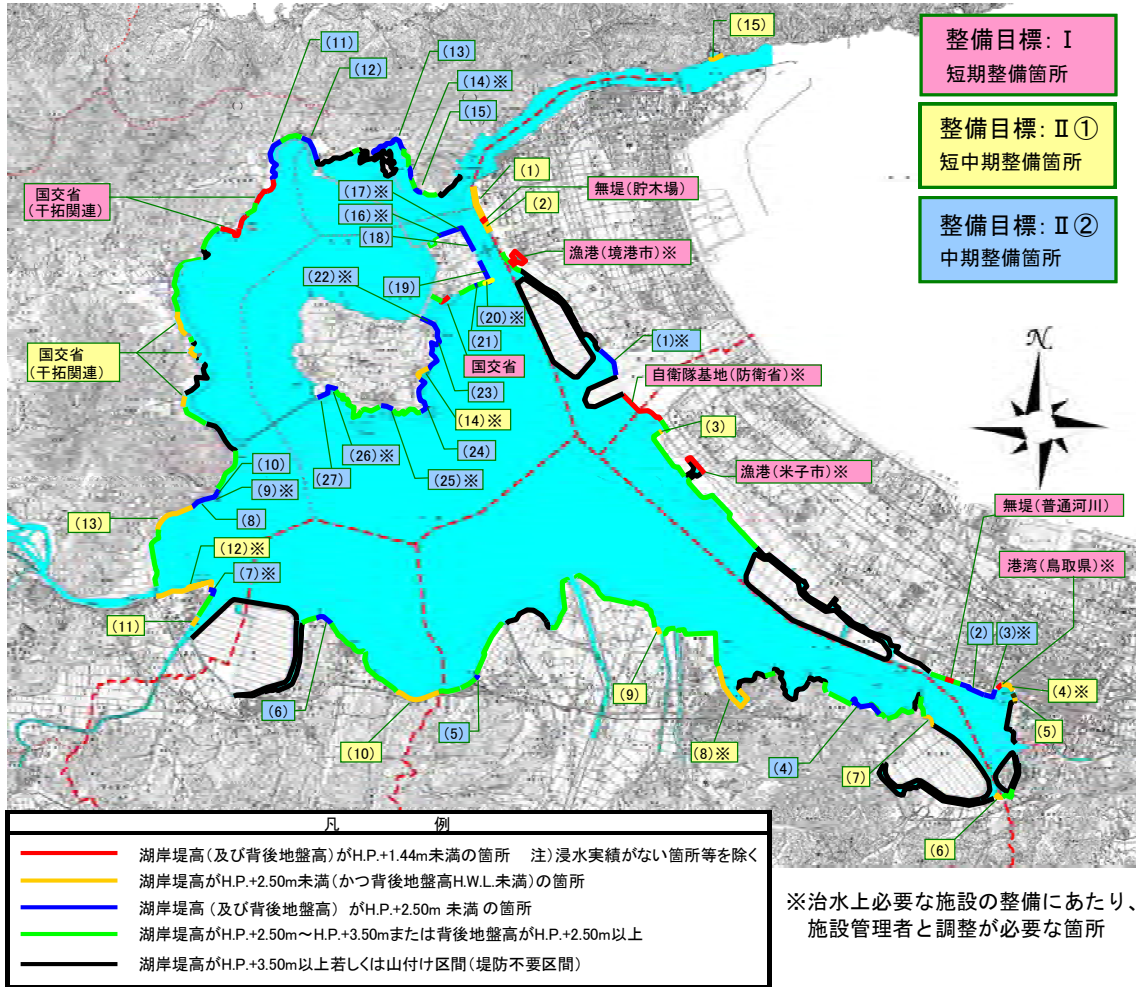 (11)
(12)
(13)
(14)※
(15)
(15)
整備目標:Ⅰ
短期整備箇所
整備目標:Ⅱ①
短中期整備箇所
整備目標:Ⅱ②
中期整備箇所
国交省
(干拓関連)
(17)※
(16)※
(18)
(1)
(2)
無堤(貯木場)
漁港(境港市)※
(22)※
(19)
(20)※
(21)
国交省
(23)
(14)※
(24)
(25)※
(26)※
(27)
国交省
(干拓関連)
(1)※
自衛隊基地(防衛省)※
(3)
漁港(米子市)※
N
無堤(普通河川)
港湾(鳥取県)※
(10)
(9)※
(8)
(13)
(12)※
(7)※
(11)
(6)
(10)
(5)
(9)
(8)※
(4)
(7)
(2)
(3)※
(4)※
(5)
(6)
凡 例
湖岸堤高(及び背後地盤高)がH.P.+1.44m未満の箇所 注)浸水実績がない箇所等を除く
湖岸堤高がH.P.+2.50m未満(かつ背後地盤高H.W.L.未満)の箇所
湖岸堤高(及び背後地盤高) がH.P.+2.50m 未満の箇所
湖岸堤高がH.P.+2.50m～H.P.+3.50mまたは背後地盤高がH.P.+2.50m以上
湖岸堤高がH.P.+3.50m以上若しくは山付け区間(堤防不要区間)
※治水上必要な施設の整備にあたり、
施設管理者と調整が必要な箇所